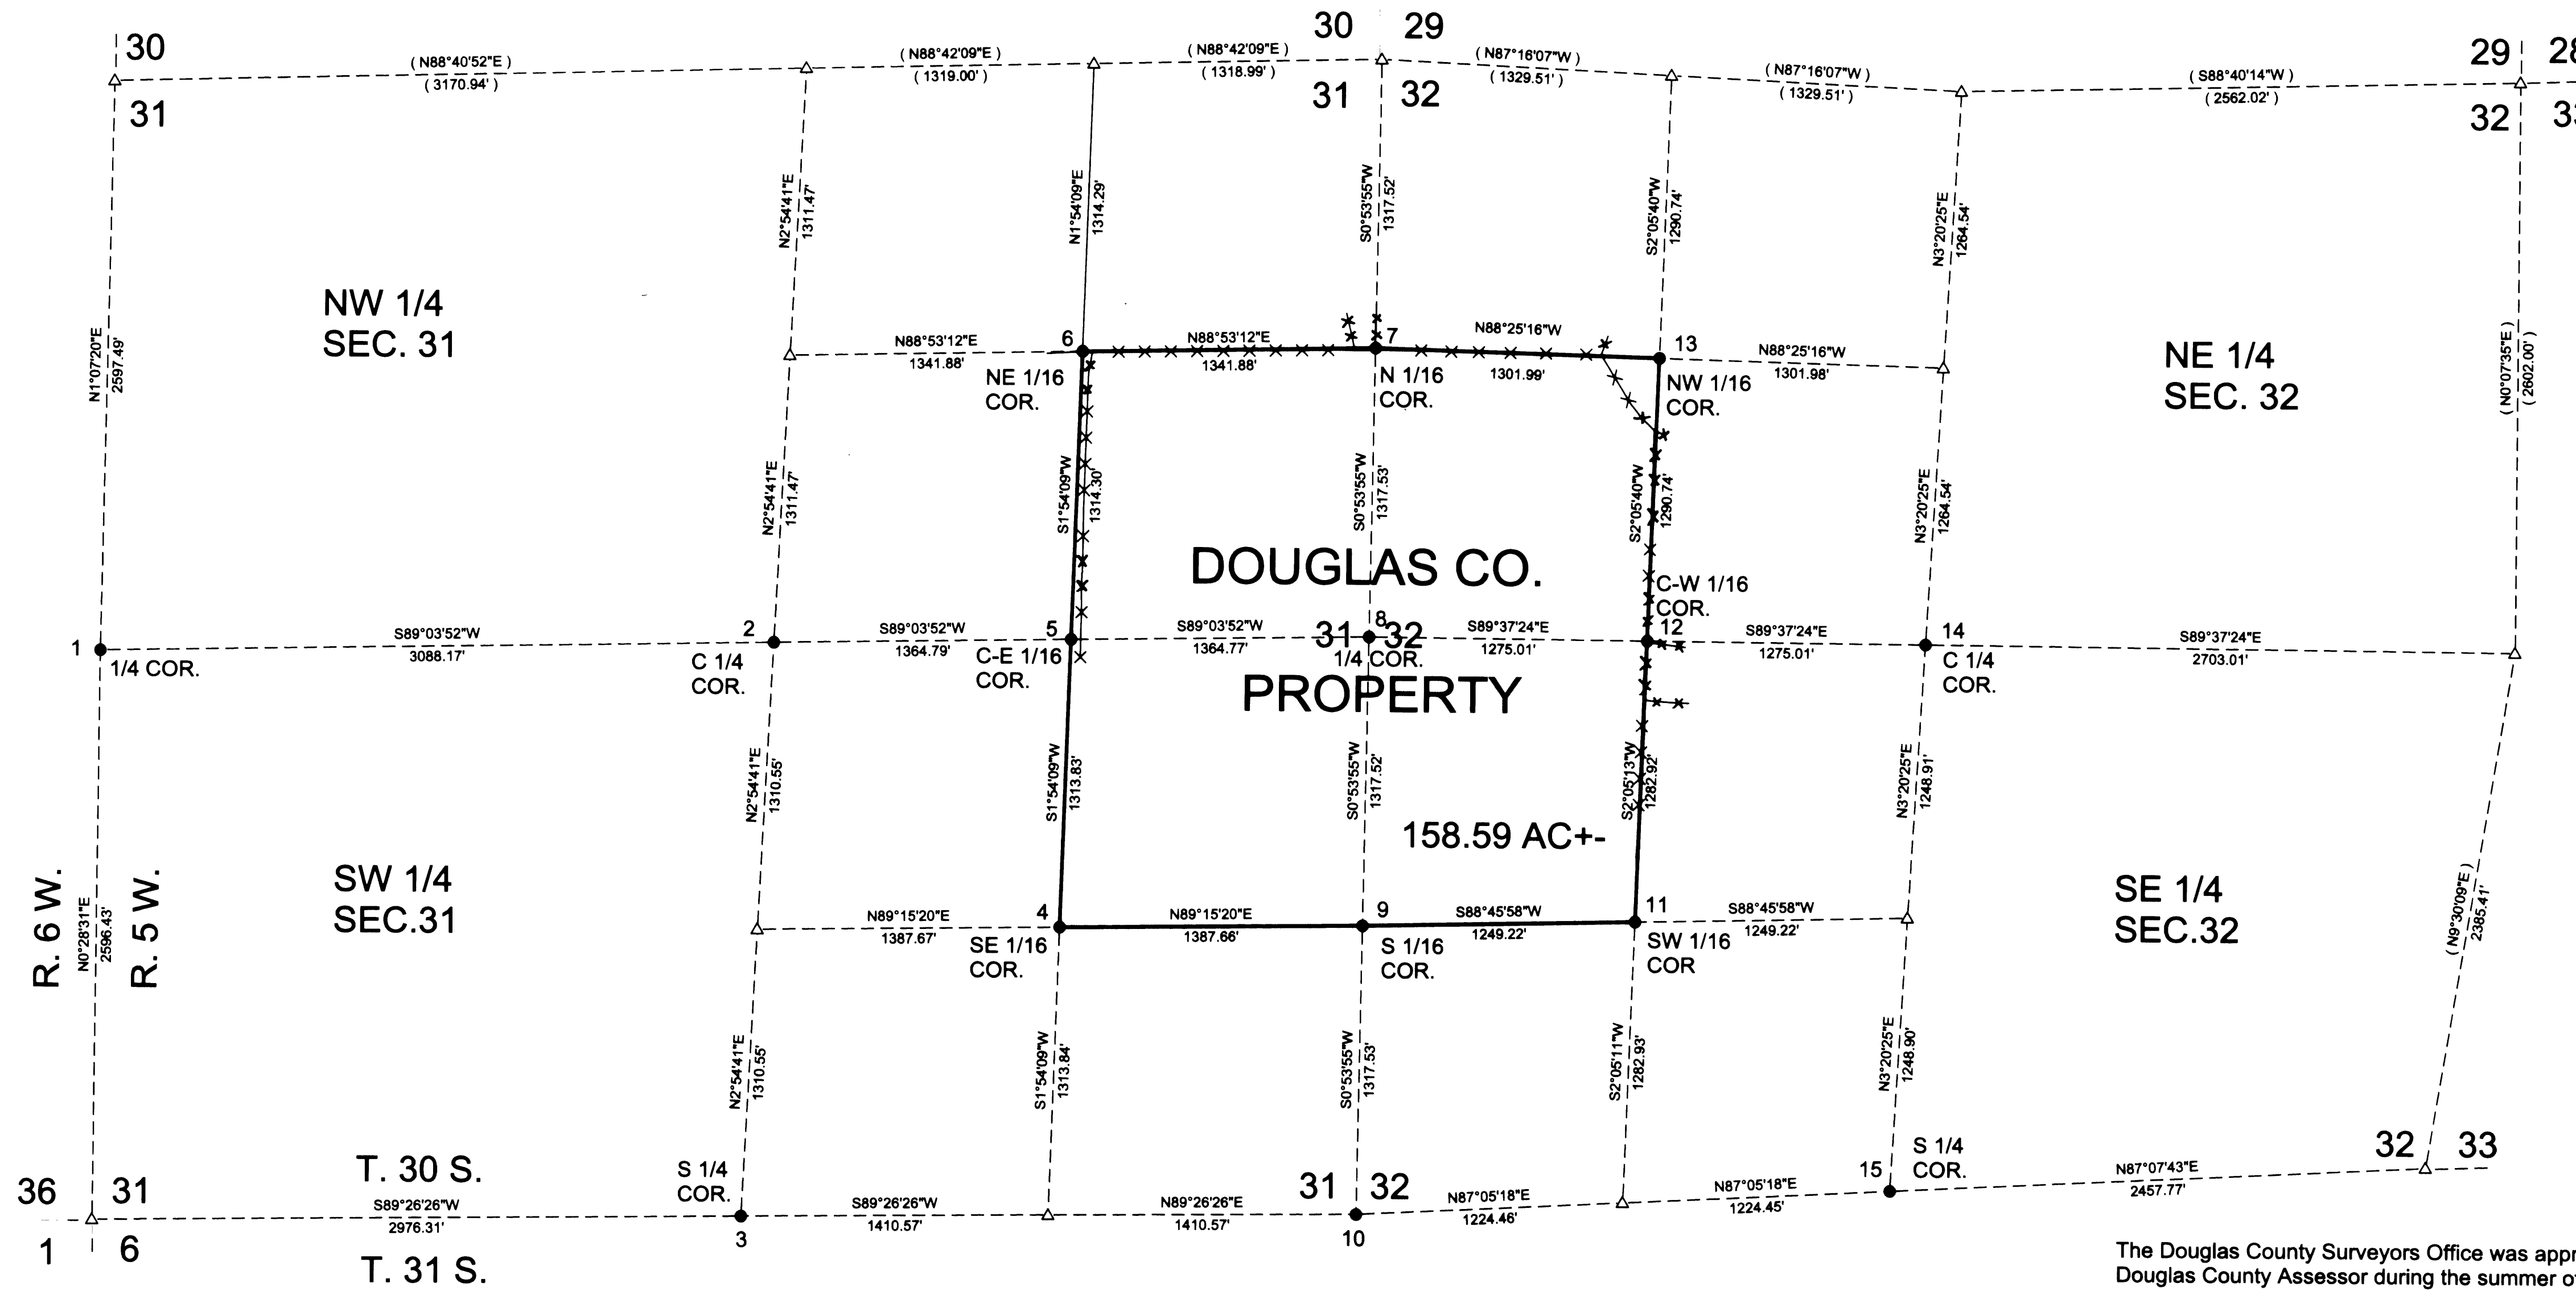 30
30 29
29 28
( N88°40'52"E )
( 3170.94' )
( N88°42'09"E )
( 1319.00' )
( N88°42'09"E )
( 1318.99' )
( N87°16'07"W )
( 1329.51' )
( N87°16'07"W )
( 1329.51' )
( S88°40'14"W )
( 2562.02' )
31
31 32
32
N1°07'20"E
2597.49'
N2°54'41"E
1311.47'
N1°54'09"E
1314.29'
S0°53'55"W
1317.52'
S2°05'40"W
1290.74'
N3°20'25"E
1264.54'
( N0°07'35"E )
( 2602.00' )
NW 1/4
SEC. 31
NE 1/4
SEC. 32
N88°53'12"E
1341.88'
6
NE 1/16
COR.
N88°53'12"E
1341.88'
7
N 1/16
COR.
N88°25'16"W
1301.99'
13
NW 1/16
COR.
N88°25'16"W
1301.98'
N2°54'41"E
1311.47'
S1°54'09"W
1314.30'
S0°53'55"W
1317.53'
S2°05'40"W
1290.74'
N3°20'25"E
1264.54'
DOUGLAS CO.
PROPERTY
158.59 AC+-
1
1/4 COR.
S89°03'52"W
3088.17'
2
C 1/4
COR.
S89°03'52"W
1364.79'
5
C-E 1/16
COR.
S89°03'52"W
1364.77'
8
31 32
1/4 COR.
S89°37'24"E
1275.01'
C-W 1/16
COR.
12
S89°37'24"E
1275.01'
14
C 1/4
COR.
S89°37'24"E
2703.01'
N0°28'31"E
2596.43'
N2°54'41"E
1310.55'
S1°54'09"W
1313.83'
S0°53'55"W
1317.52'
S2°05'13"W
1282.92'
N3°20'25"E
1248.91'
( N9°30'09"E )
2385.41'
R. 6 W.
R. 5 W.
SW 1/4
SEC.31
SE 1/4
SEC.32
N89°15'20"E
1387.67'
4
SE 1/16
COR.
N89°15'20"E
1387.66'
9
S 1/16
COR.
S88°45'58"W
1249.22'
11
SW 1/16
COR
S88°45'58"W
1249.22'
N2°54'41"E
1310.55'
S1°54'09"W
1313.84'
S0°53'55"W
1317.53'
S2°05'11"W
1282.93'
N3°20'25"E
1248.90'
T. 30 S.
36 31
S89°26'26"W
2976.31'
S 1/4
COR.
3
S89°26'26"W
1410.57'
N89°26'26"E
1410.57'
31 32
10
N87°05'18"E
1224.46'
N87°05'18"E
1224.45'
15
S 1/4
COR.
N87°07'43"E
2457.77'
32 33
1 6
T. 31 S.
The Douglas County Surveyors Office was
Douglas County Assessor during the summer